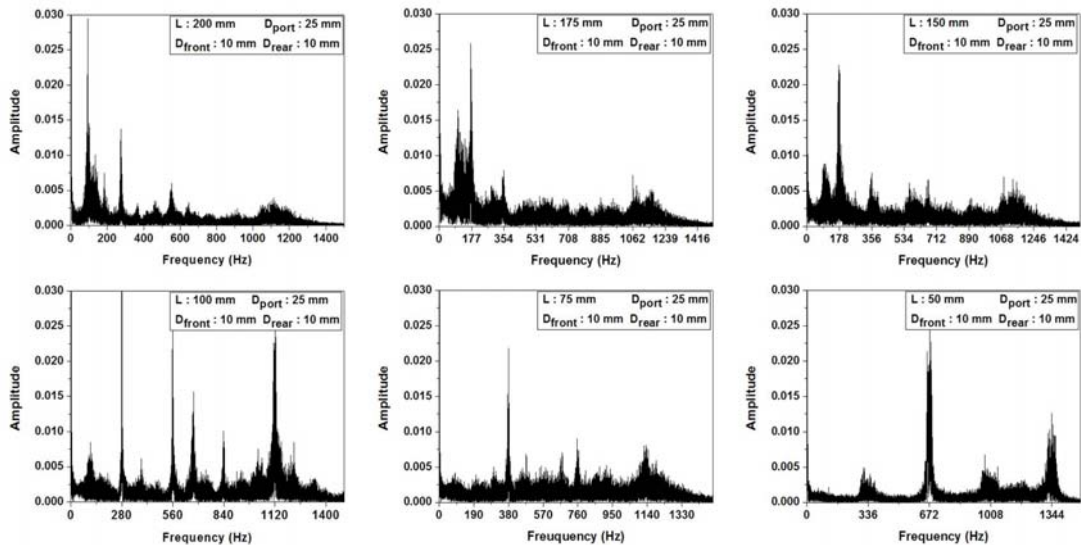 L : 200 mm D port : 25 mm
D front : 10 mm D rear : 10 mm
0.030
0.025
0.020
0.015
0.010
0.005
0.000
Amplitude
0 200 400 600 800 1000 1200 1400
Frequency (Hz)
L : 175 mm D port : 25 mm
D front : 10 mm D rear : 10 mm
0.030
0.025
0.020
0.015
0.010
0.005
0.000
Amplitude
0 177 354 531 708 885 1062 1239 1416
Frequency (Hz)
L : 150 mm D port : 25 mm
D front : 10 mm D rear : 10 mm
0.030
0.025
0.020
0.015
0.010
0.005
0.000
Amplitude
0 178 356 534 712 890 1068 1246 1424
Frequency (Hz)
L : 100 mm D port : 25 mm
D front : 10 mm D rear : 10 mm
0.030
0.025
0.020
0.015
0.010
0.005
0.000
Amplitude
0 280 560 840 1120 1400
Frequency (Hz)
L : 75 mm D port : 25 mm
D front : 10 mm D rear : 10 mm
0.030
0.025
0.020
0.015
0.010
0.005
0.000
Amplitude
0 190 380 570 760 950 1140 1330
Freuquency (Hz)
L : 50 mm D port : 25 mm
D front : 10 mm D rear : 10 mm
0.030
0.025
0.020
0.015
0.010
0.005
0.000
Amplitude
0 336 672 1008 1344
Frequency (Hz)